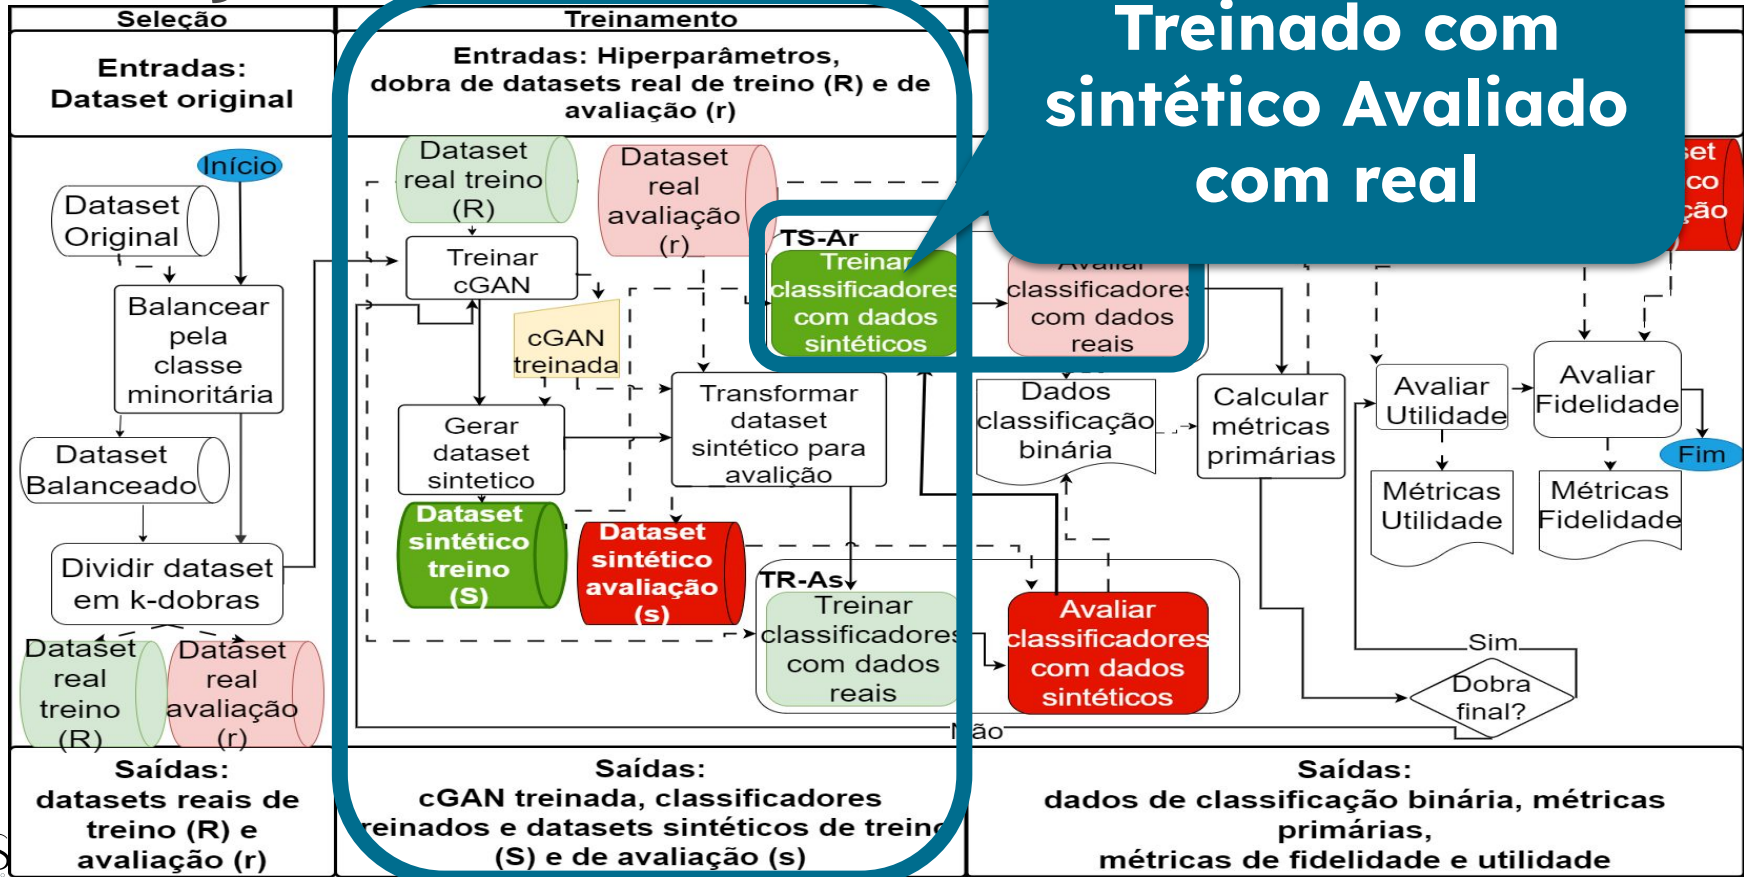 Seleção
Entradas:
Dataset original
Início
Dataset
Original
Balancear
pela
classe
minoritária
Dataset
Balanceado
Dividir dataset
em k-dobras
Dataset
real
treino
(R)
Dataset
real
avaliação
(r)
Saídas:
datasets reais de
treino (R) e
avaliação (r)
Treinamento
Entradas: Hiperparâmetros,
dobra de datasets real de treino (R) e de
avaliação (r)
Dataset
real treino
(R)
Dataset
real
avaliação
(r)
Treinar
cGAN
cGAN
treinada
Gerar
dataset
sintetico
Transformar
dataset
sintético para
avalição
Dataset
sintético
treino
(S)
Dataset
sintético
avaliação
(s)
TS-Ar
Treinar
classificadores
com dados
sintéticos
TR-As
Treinar
classificadores
com dados
reais
Saídas:
cGAN treinada, classificadores
reinados e datasets sintéticos de treino
(S) e de avaliação (s)
Treinado com
sintético Avaliado
com real
Avaliar
classificadores
com dados
reais
Dados
classificação
binária
Calcular
métricas
primárias
Avaliar
classificadores
com dados
sintéticos
Avaliar
Utilidade
Avaliar
Fidelidade
Fim
Métricas
Utilidade
Métricas
Fidelidade
Sim
Dobra
final?
Não
set
co
ção
Saídas:
dados de classificação binária, métricas
primárias,
métricas de fidelidade e utilidade